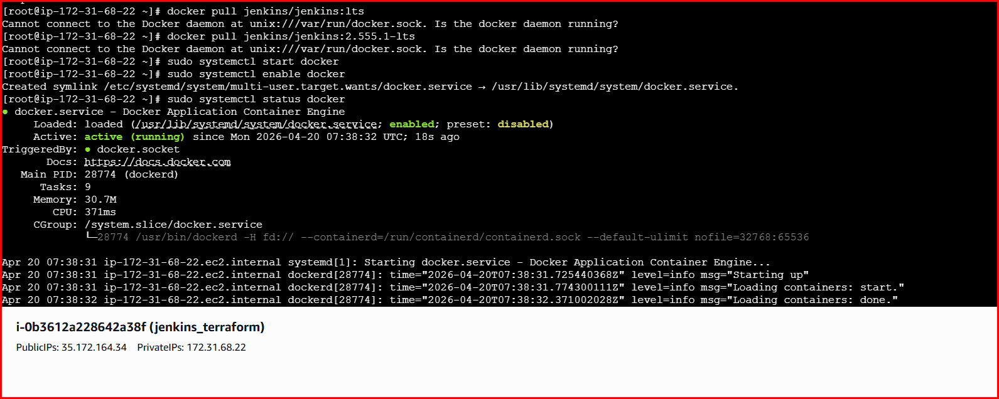 [root@ip-172-31-68-22 ~]# docker pull jenkins/jenkins:lts
Cannot connect to the Docker daemon at unix:///var/run/docker.sock. Is the docker daemon running?
[root@ip-172-31-68-22 ~]# docker pull jenkins/jenkins:2.555.1-lts
Cannot connect to the Docker daemon at unix:///var/run/docker.sock. Is the docker daemon running?
[root@ip-172-31-68-22 ~]# sudo systemctl start docker
[root@ip-172-31-68-22 ~]# sudo systemctl enable docker
Created symlink /etc/systemd/system/multi-user.target.wants/docker.service → /usr/lib/systemd/system/docker.service.
[root@ip-172-31-68-22 ~]# sudo systemctl status docker
● docker.service - Docker Application Container Engine
Loaded: loaded (/usr/lib/systemd/system/docker.service; enabled; preset: disabled)
Active: active (running) since Mon 2026-04-20 07:38:32 UTC; 18s ago
TriggeredBy: ● docker.socket
Docs: https://docs.docker.com
Main PID: 28774 (dockerd)
Tasks: 9
Memory: 30.7M
CPU: 371ms
CGroup: /system.slice/docker.service
└─28774 /usr/bin/dockerd -H fd:// --containerd=/run/containerd/containerd.sock --default-ulimit nofile=32768:65536
Apr 20 07:38:31 ip-172-31-68-22.ec2.internal systemd[1]: Starting docker.service - Docker Application Container Engine...
Apr 20 07:38:31 ip-172-31-68-22.ec2.internal dockerd[28774]: time="2026-04-20T07:38:31.725440368Z" level=info msg="Starting up"
Apr 20 07:38:31 ip-172-31-68-22.ec2.internal dockerd[28774]: time="2026-04-20T07:38:31.774300111Z" level=info msg="Loading containers: start."
Apr 20 07:38:32 ip-172-31-68-22.ec2.internal dockerd[28774]: time="2026-04-20T07:38:32.371002028Z" level=info msg="Loading containers: done."
i-0b3612a228642a38f (jenkins_terraform)
PublicIPs: 35.172.164.34 PrivateIPs: 172.31.68.22